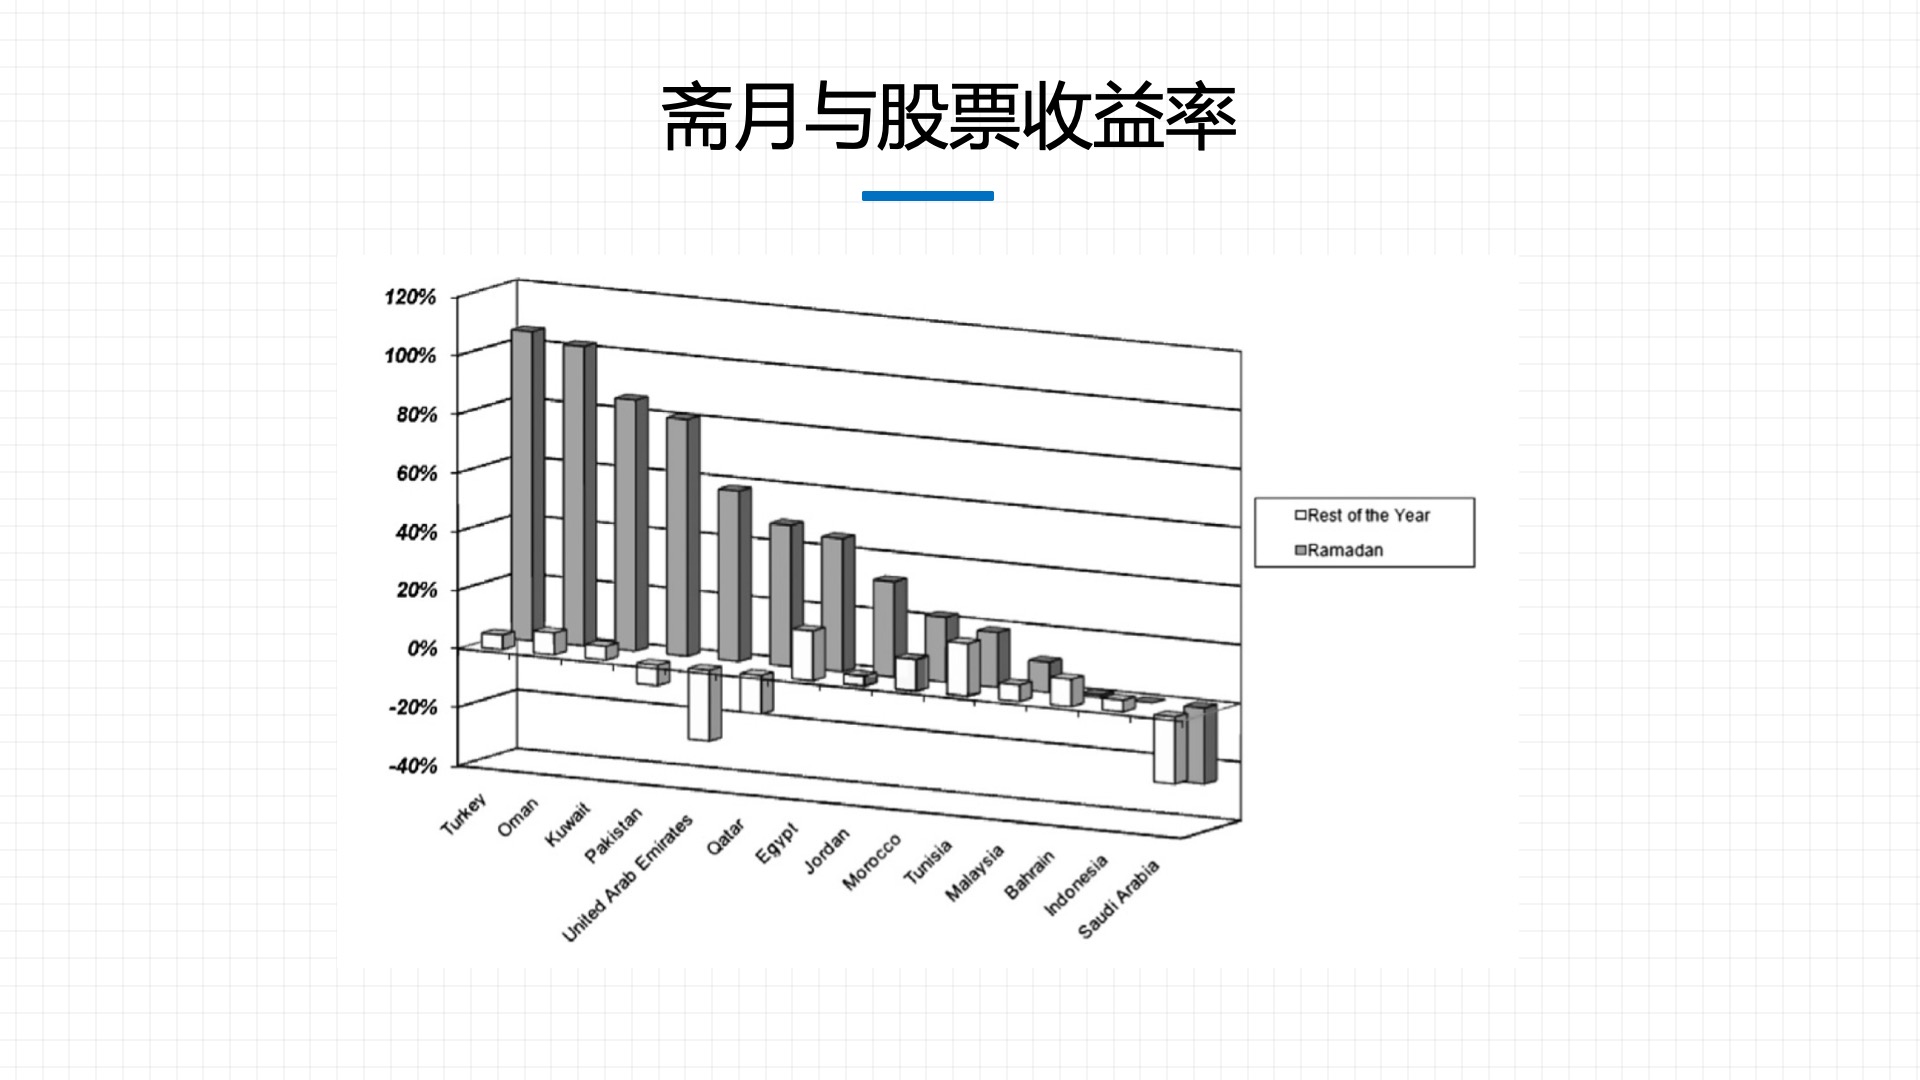 斋月与股票收益率
120%
100%
80%
60%
40%
20%
0%
-20%
-40%
Turkey
Oman
Kuwait
Pakistan
United Arab Emirates
Qatar
Egypt
Jordan
Morocco
Tunisia
Malaysia
Bahrain
Indonesia
Saudi Arabia
Rest of the Year
Ramadan